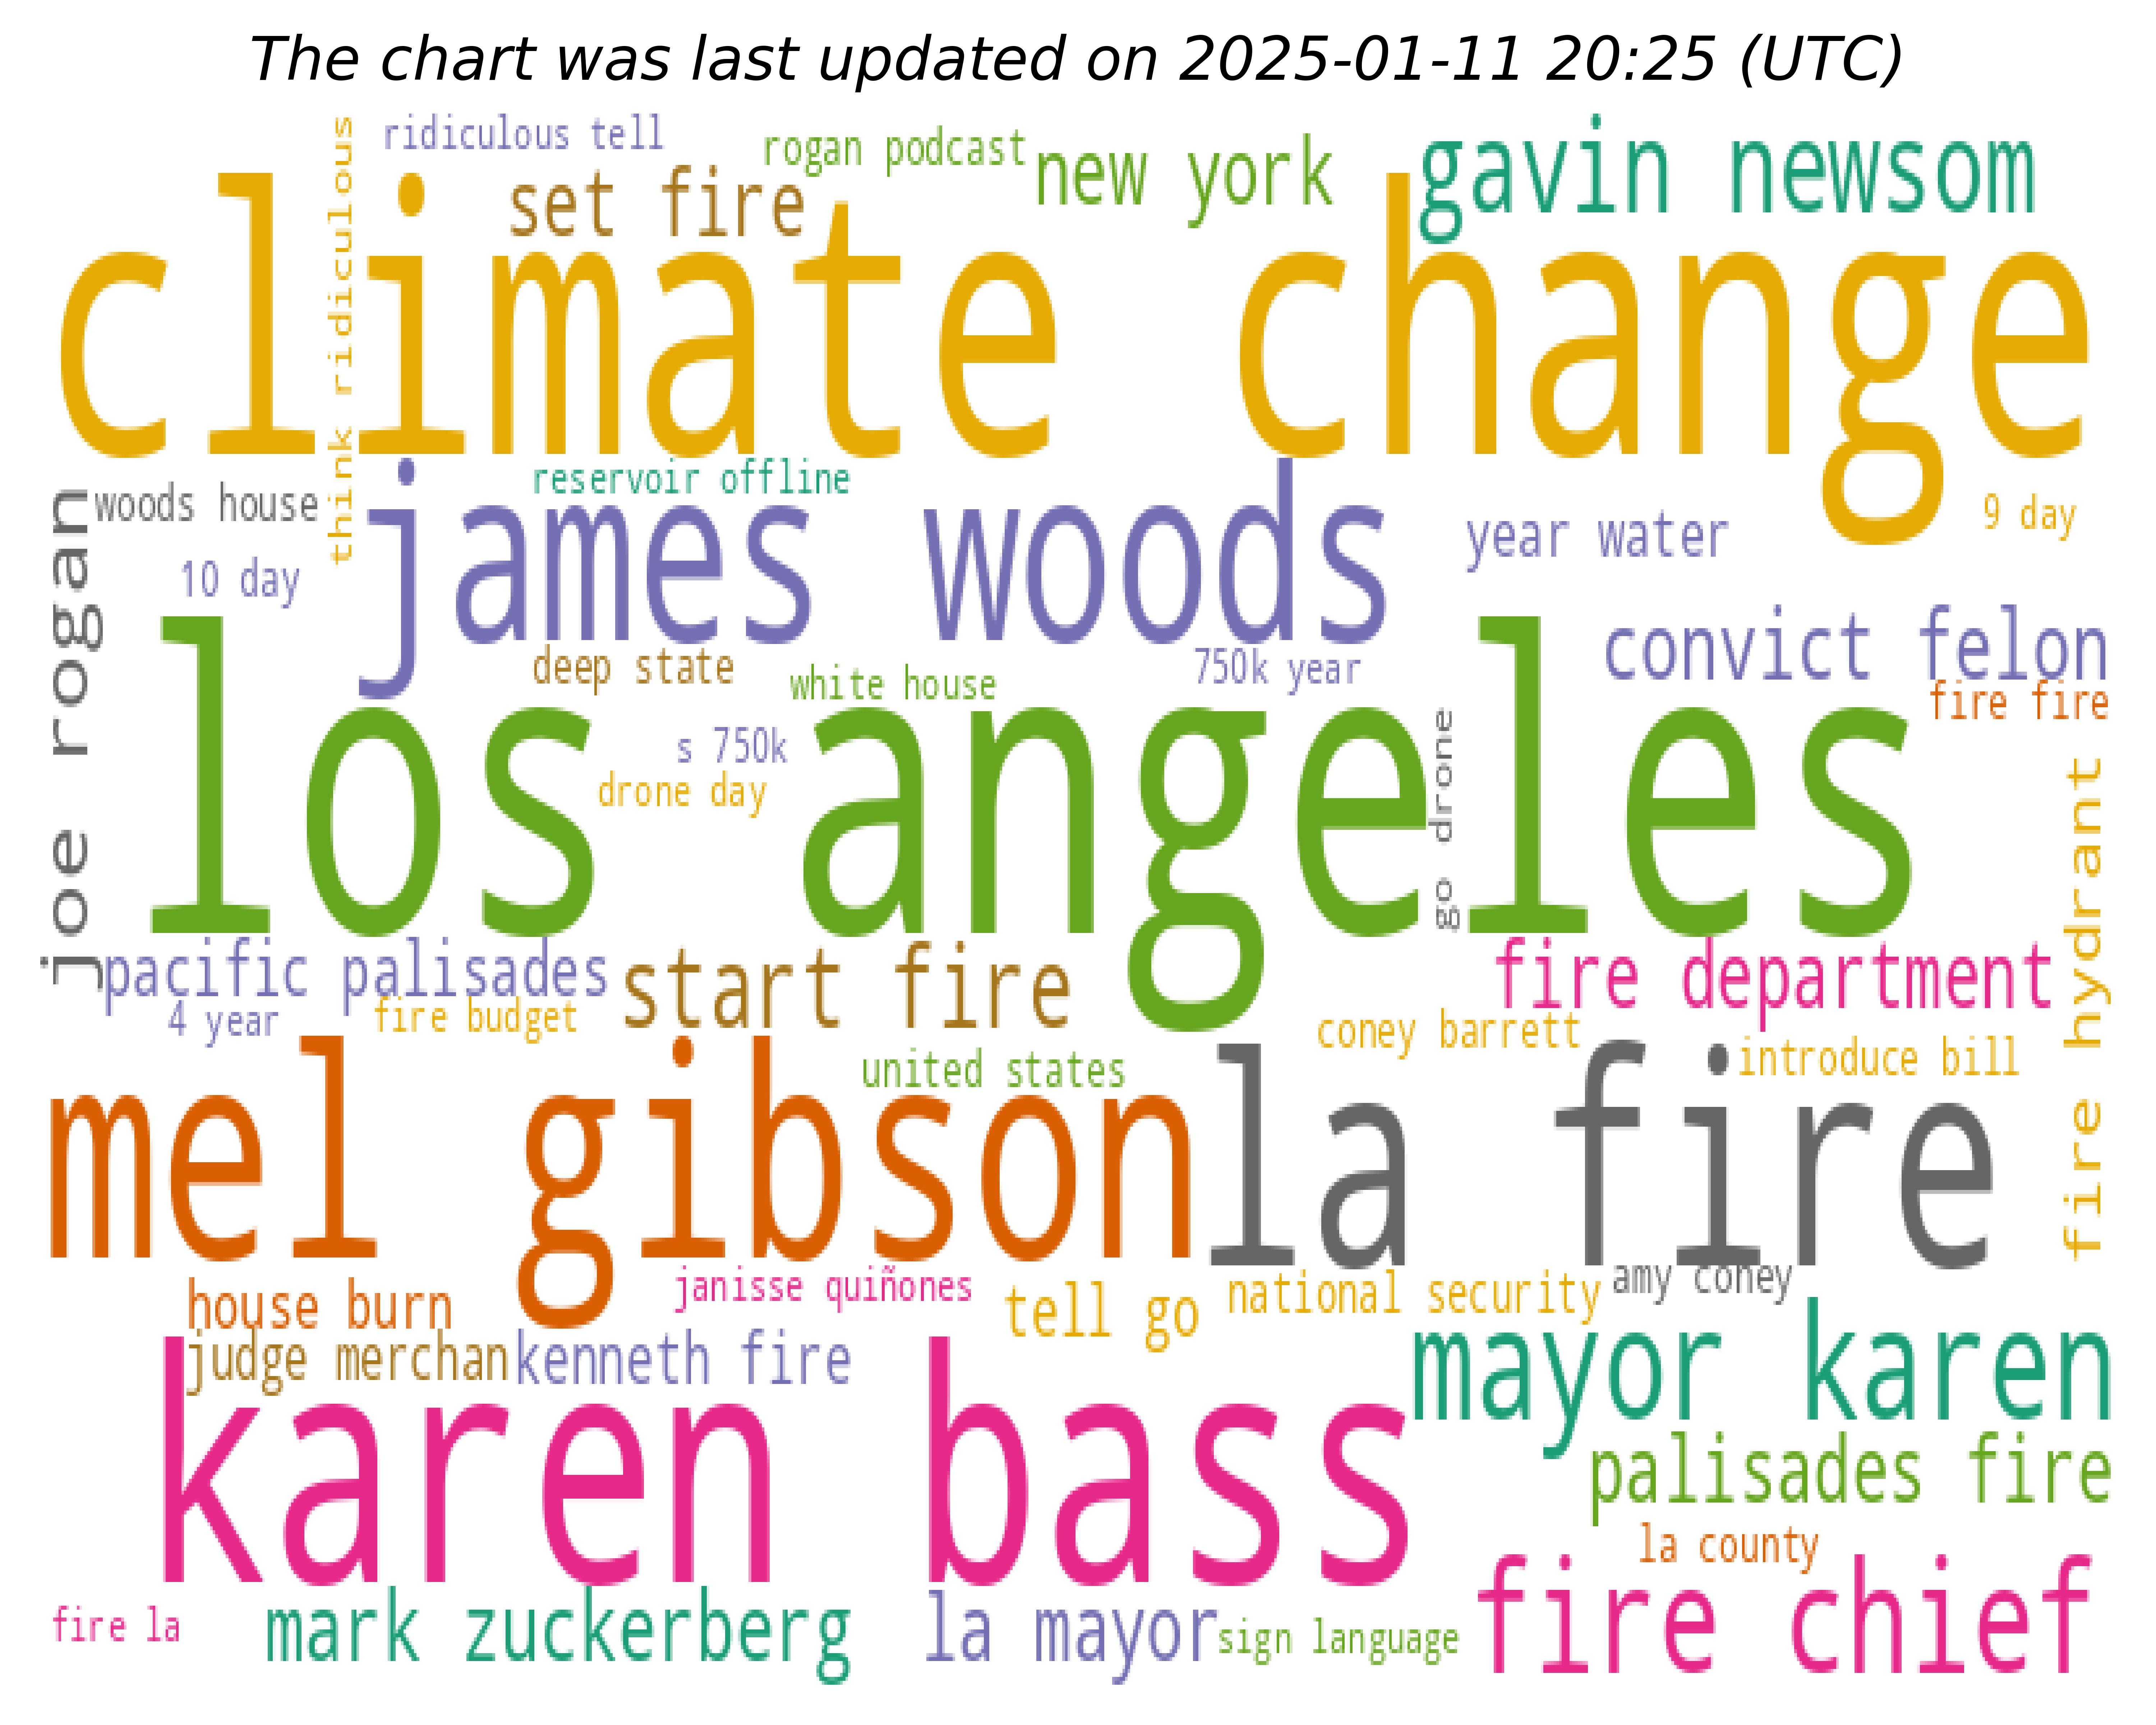 The chart was last updated on 2025-01-11 20:25 (UTC)
ridiculous tell
rogan podcast
new york
gavin newsom
think ridiculous
set fire
climate change
reservoir offline
woods house
james woods
year water
9 day
10 day
joe rogan
convict felon
deep state
white house
750k year
fire fire
los angeles
s 750k
drone day
go drone
fire hydrant
pacific palisades
start fire
fire department
4 year
fire budget
coney barrett
introduce bill
united states
mel gibson
la fire
house burn
janisse quiñones
tell go
national security
amy coney
judge merchan
kenneth fire
mayor karen
karen bass
palisades fire
la county
fire la
mark zuckerberg
la mayor
sign language
fire chief